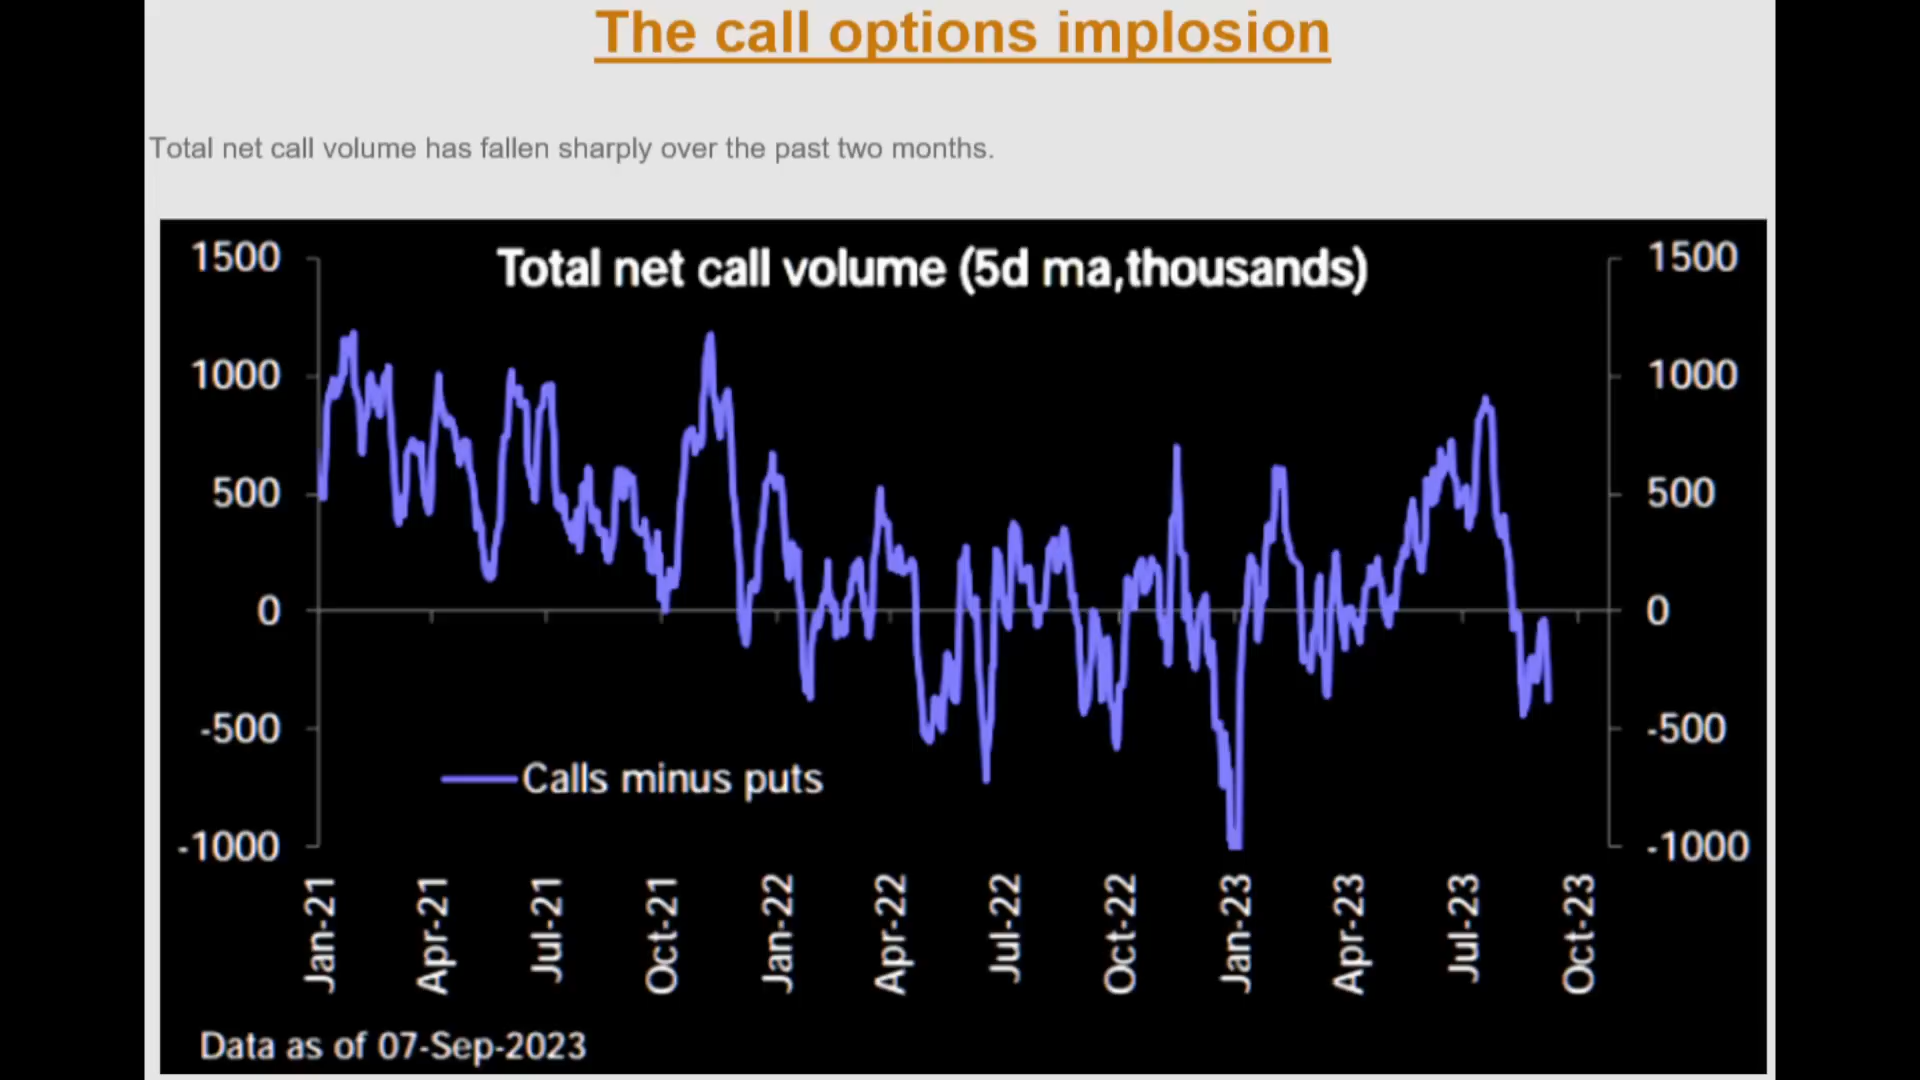 The call options implosion
Total net call volume has fallen sharply over the past two months.
Total net call volume (5d ma,thousands)
1500
1000
500
0
-500
-1000
1500
1000
500
0
-500
-1000
Calls minus puts
Jan-21
Apr-21
Jul-21
Oct-21
Jan-22
Apr-22
Jul-22
Oct-22
Jan-23
Apr-23
Jul-23
Oct-23
Data as of 07-Sep-2023